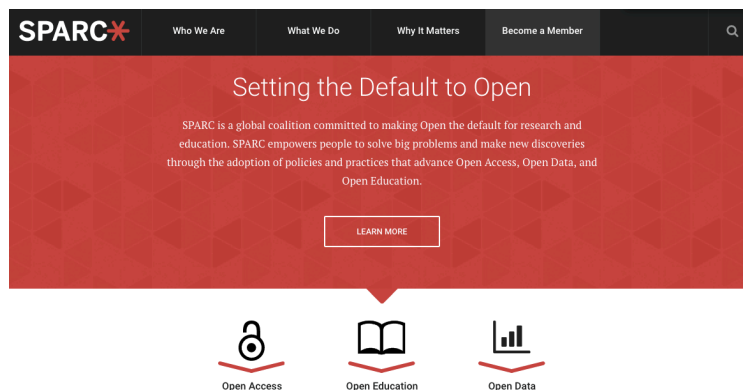 SPARC
Who We Are
What We Do
Why It Matters
Become a Member
Setting the Default to Open
SPARC is a global coalition committed to making Open the default for research and
education. SPARC empowers people to solve big problems and make new discoveries
through the adoption of policies and practices that advance Open Access, Open Data, and
Open Education.
LEARN MORE
Open Access
Open Education
Open Data